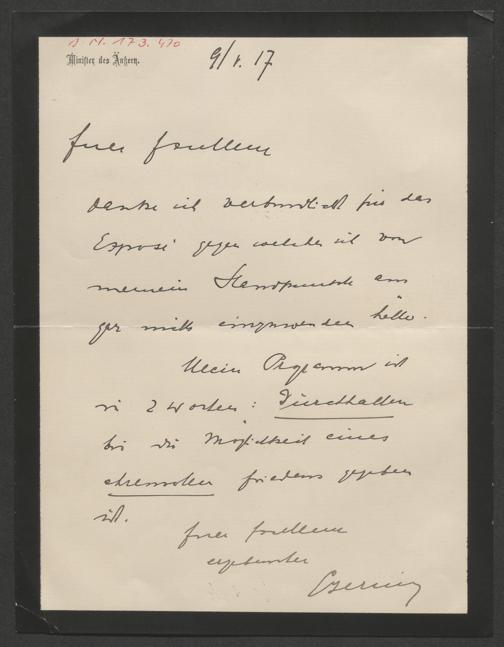 I. N. 173.470
Minister des Äußern.
9/V. 17
Euer Excellenz
danke ich verbindlichst für das
Exposé gegen welches ich von
meinem Standpunkte aus
gar nichts einzuwenden hätte.
Mein Programm ist
in 2 Worten: Durchhalten
bis die Möglichkeit eines
ehrenvollen Friedens gegeben
ist.
Euer Excellenz
ergebenster
Czernin